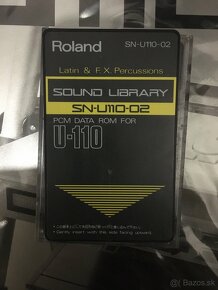 Roland
SN-U110-02
Latin & F.X. Percussions
SOUND LIBRARY
SN-U110-02
PCM DATA ROM FOR
U-110
• Gently insert with this side facing upward.
bazos.sk